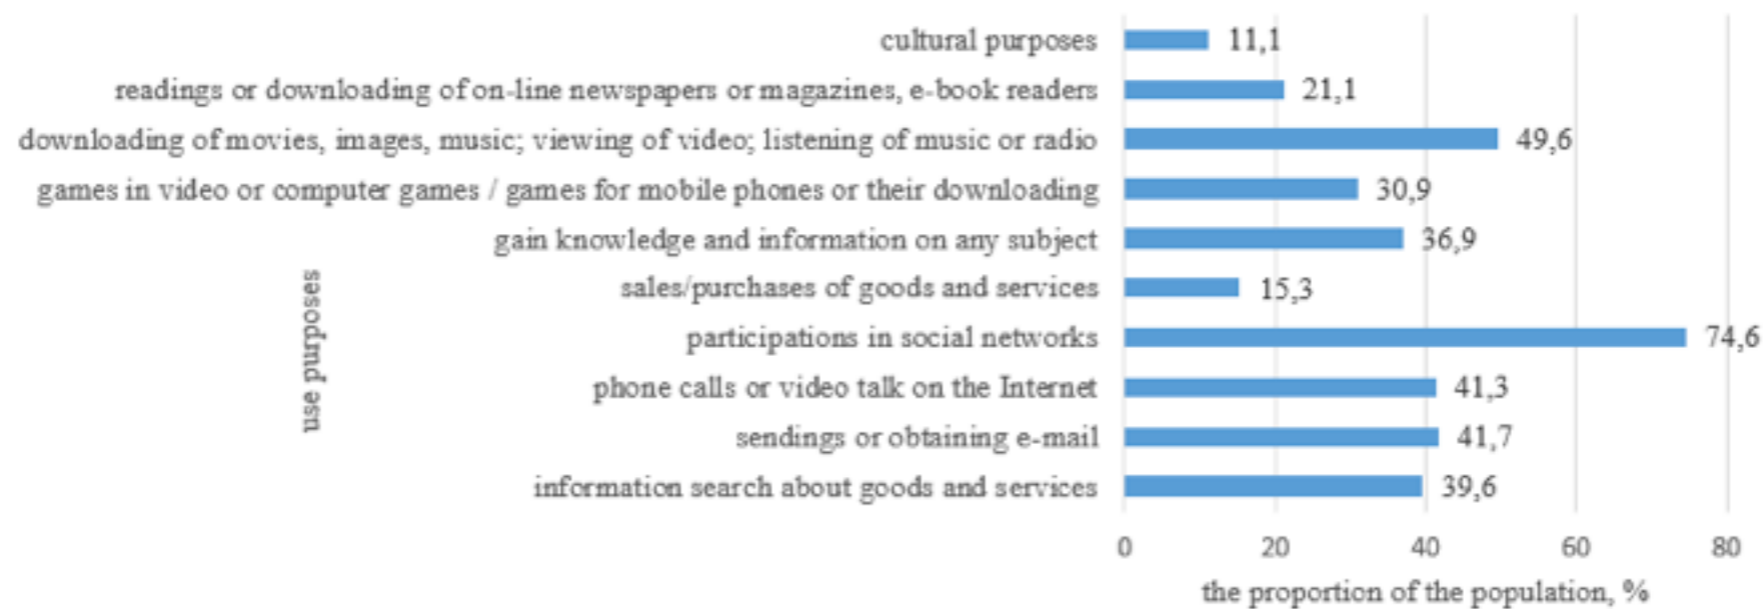 cultural purposes 11,1
readings or downloading of on-line newspapers or magazines, e-book readers 21,1
downloading of movies, images, music; viewing of video; listening of music or radio 49,6
games in video or computer games / games for mobile phones or their downloading 30,9
gain knowledge and information on any subject 36,9
sales/purchases of goods and services 15,3
participations in social networks 74,6
phone calls or video talk on the Internet 41,3
sendings or obtaining e-mail 41,7
information search about goods and services 39,6
use purposes
0 20 40 60 80
the proportion of the population, %